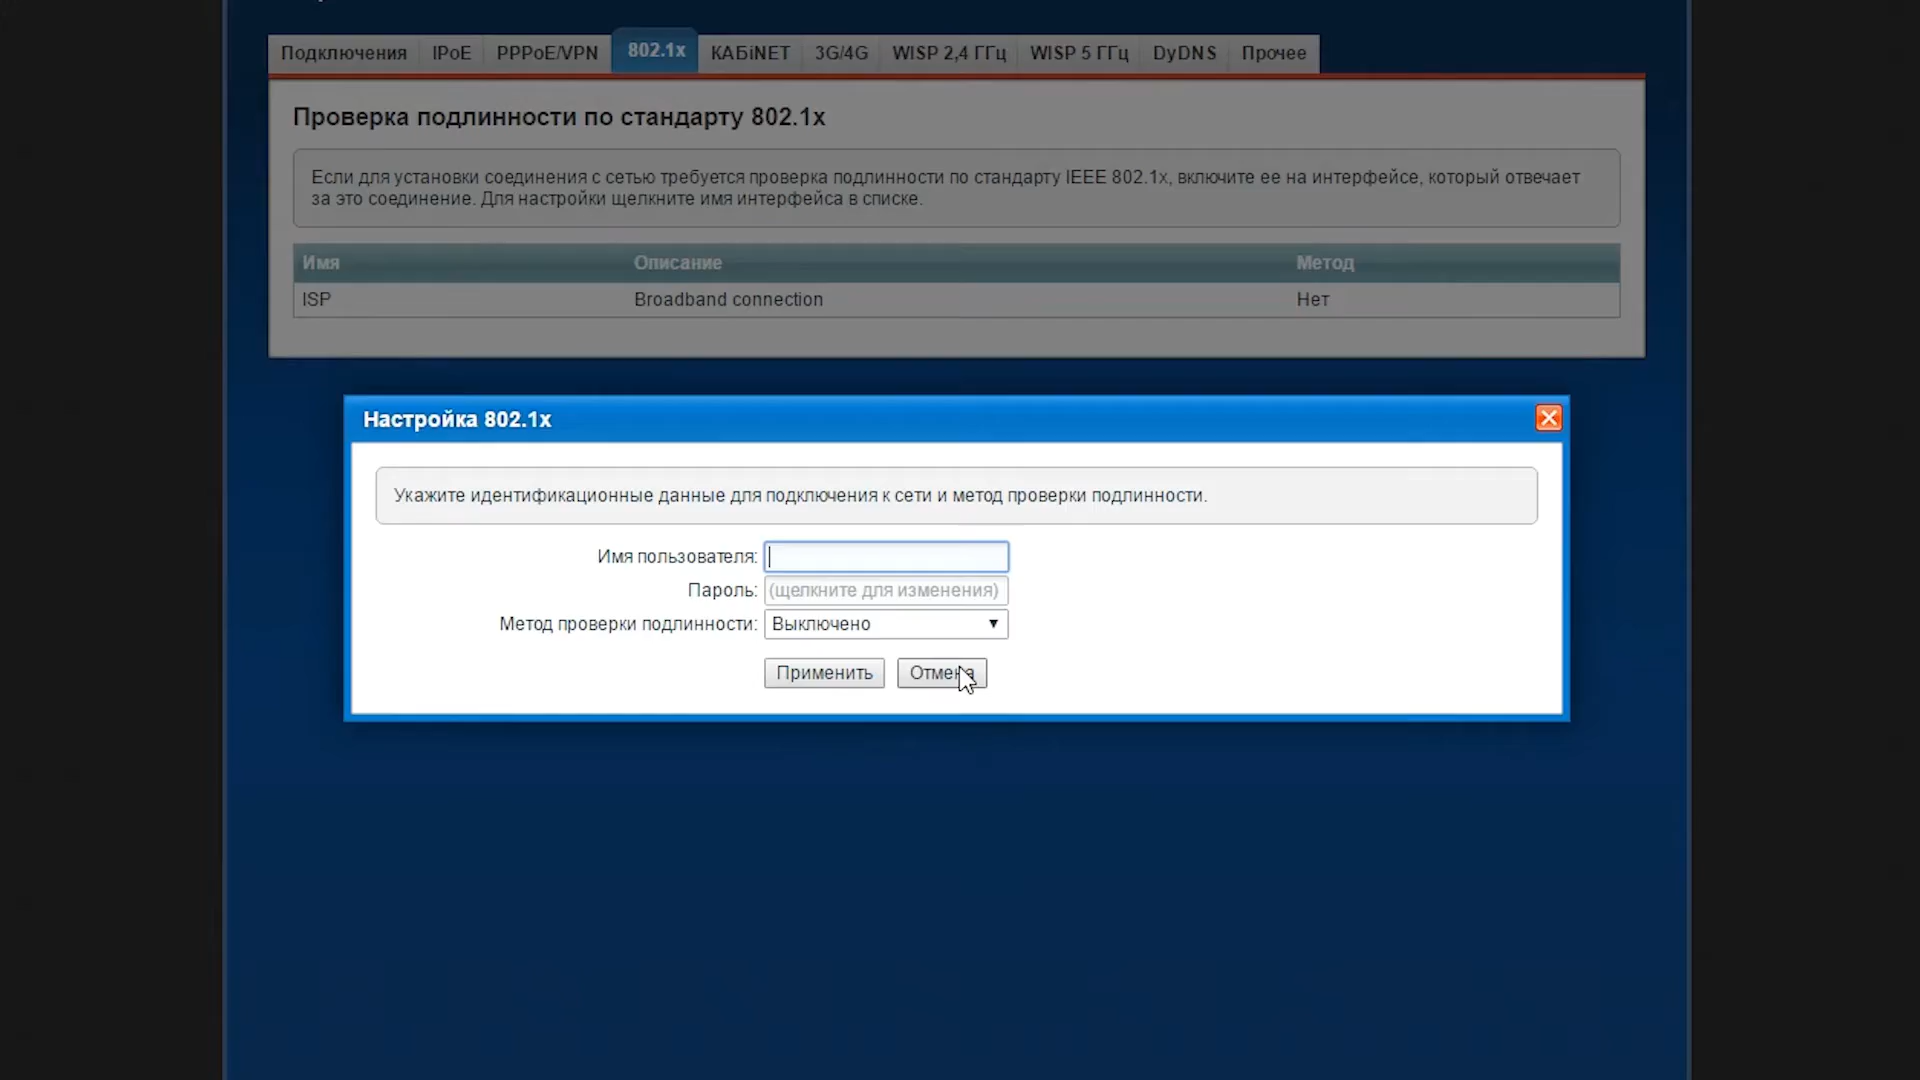 Подключения IPoE PPPoE/VPN 802.1x КАБiNET 3G/4G WISP 2,4 ГГц WISP 5 ГГц DyDNS Прочее
Проверка подлинности по стандарту 802.1x
Если для установки соединения с сетью требуется проверка подлинности по стандарту IEEE 802.1x, включите ее на интерфейсе, который отвечает
за это соединение. Для настройки щелкните имя интерфейса в списке.
Имя Описание Метод
ISP Broadband connection Нет
Настройка 802.1x
Укажите идентификационные данные для подключения к сети и метод проверки подлинности.
Имя пользователя:
Пароль: (щелкните для изменения)
Метод проверки подлинности: Выключено
Применить Отмена